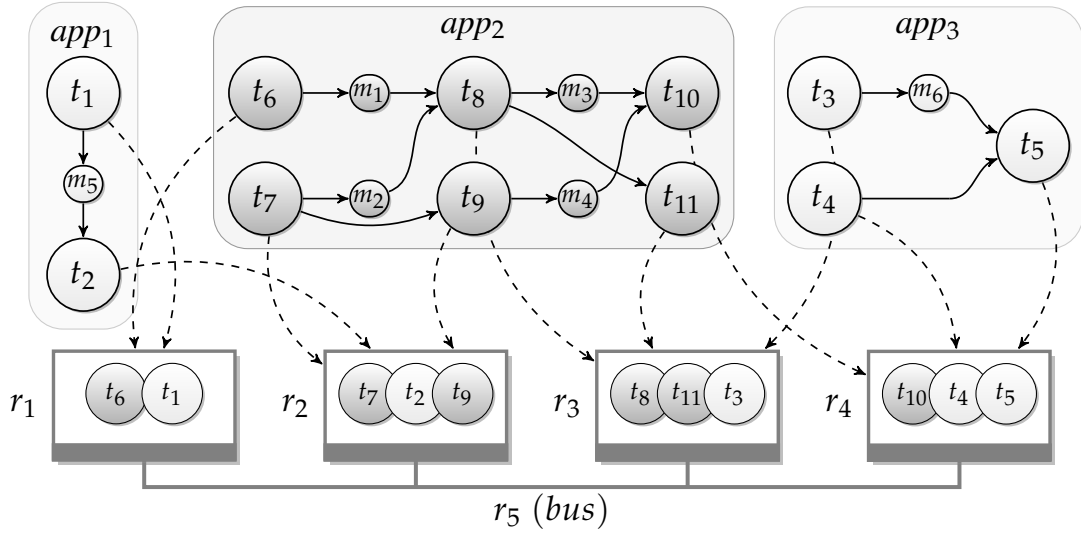 app₁ app₂ app₃
t₁ t₆ m₁ t₈ m₃ t₁₀ t₃ m₆
t₅
m₅
t₇ m₂ t₉ m₄ t₁₁ t₄
t₂
r₁ t₆ t₁ r₂ t₇ t₂ t₉ r₃ t₈ t₁₁ t₃ r₄ t₁₀ t₄ t₅
r₅ (bus)